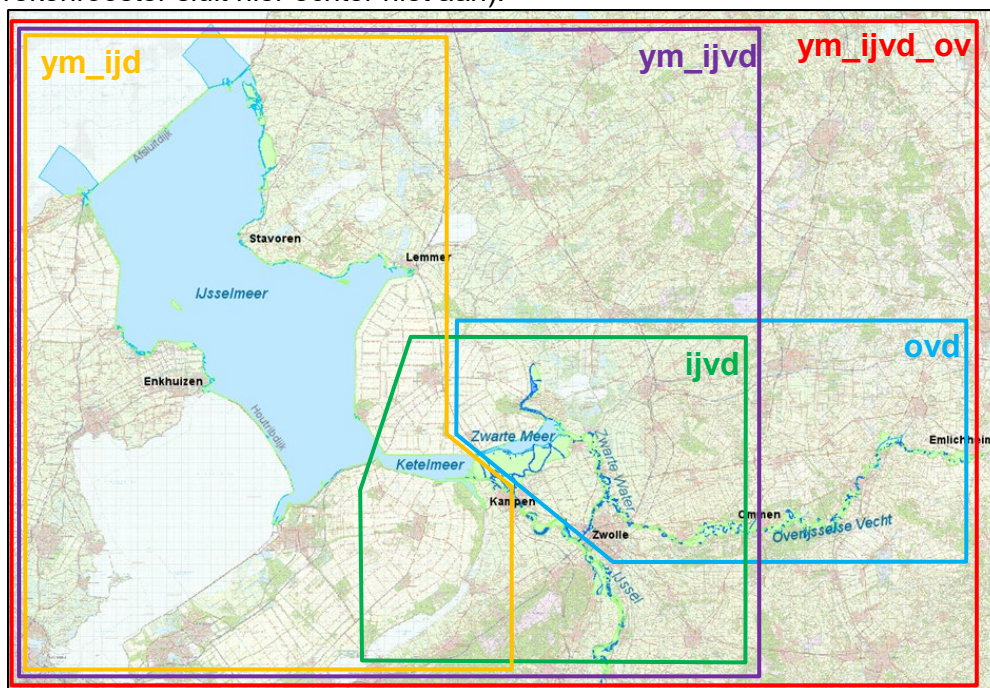 ym_ijd
ym_ijvd
ym_ijvd_ov
Afsluitdijk
Stavoren
Lemmer
IJsselmeer
ijvd
ovd
Enkhuizen
Houtribdijk
Zwarte Meer
Zwarte Water
Emlichheim
Ketelmeer
Kampen
Ommen
Overijsselse Vecht
Zwolle
IJssel